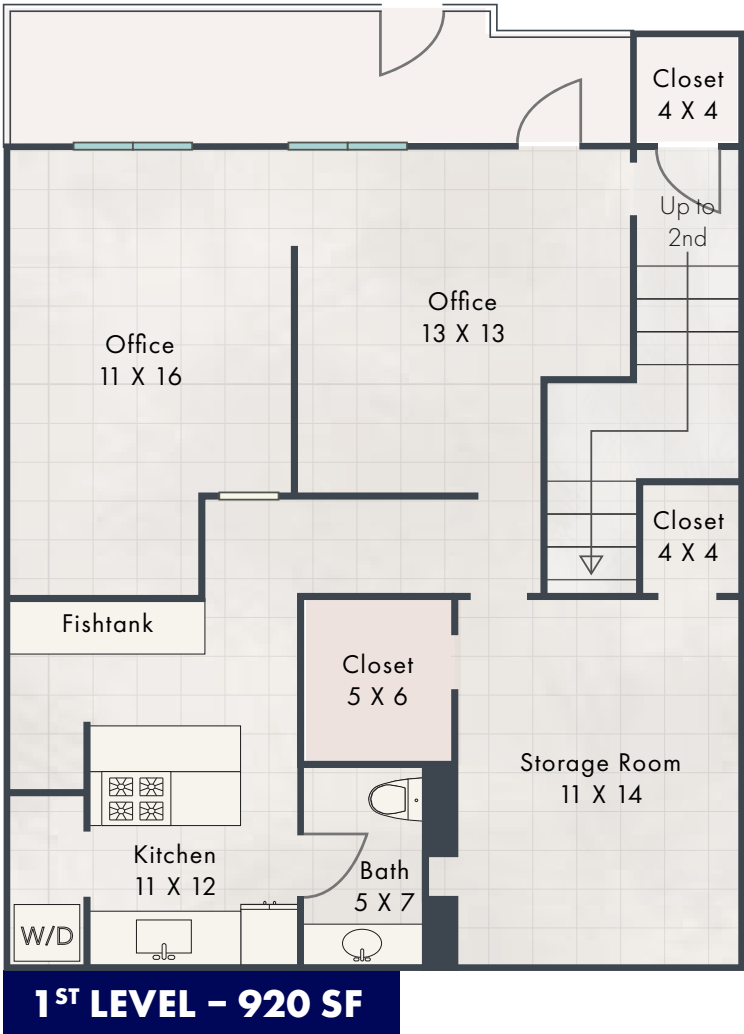 Closet
4 X 4
Up to
2nd
Office
13 X 13
Office
11 X 16
Closet
4 X 4
Fishtank
Closet
5 X 6
Storage Room
11 X 14
Kitchen
11 X 12
Bath
5 X 7
W/D
1ST LEVEL – 920 SF